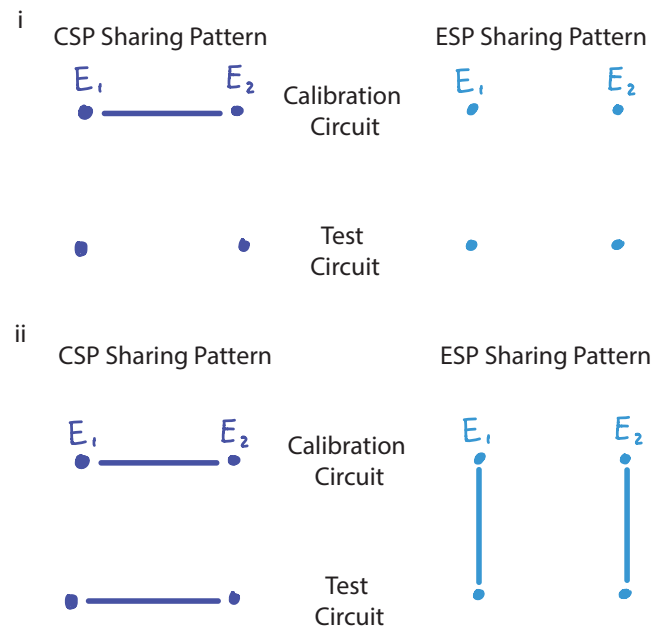 i
CSP Sharing Pattern
ESP Sharing Pattern
E₁ E₂
Calibration
Circuit
E₁ E₂
Test
Circuit
ii
CSP Sharing Pattern
ESP Sharing Pattern
E₁ E₂
Calibration
Circuit
E₁ E₂
Test
Circuit